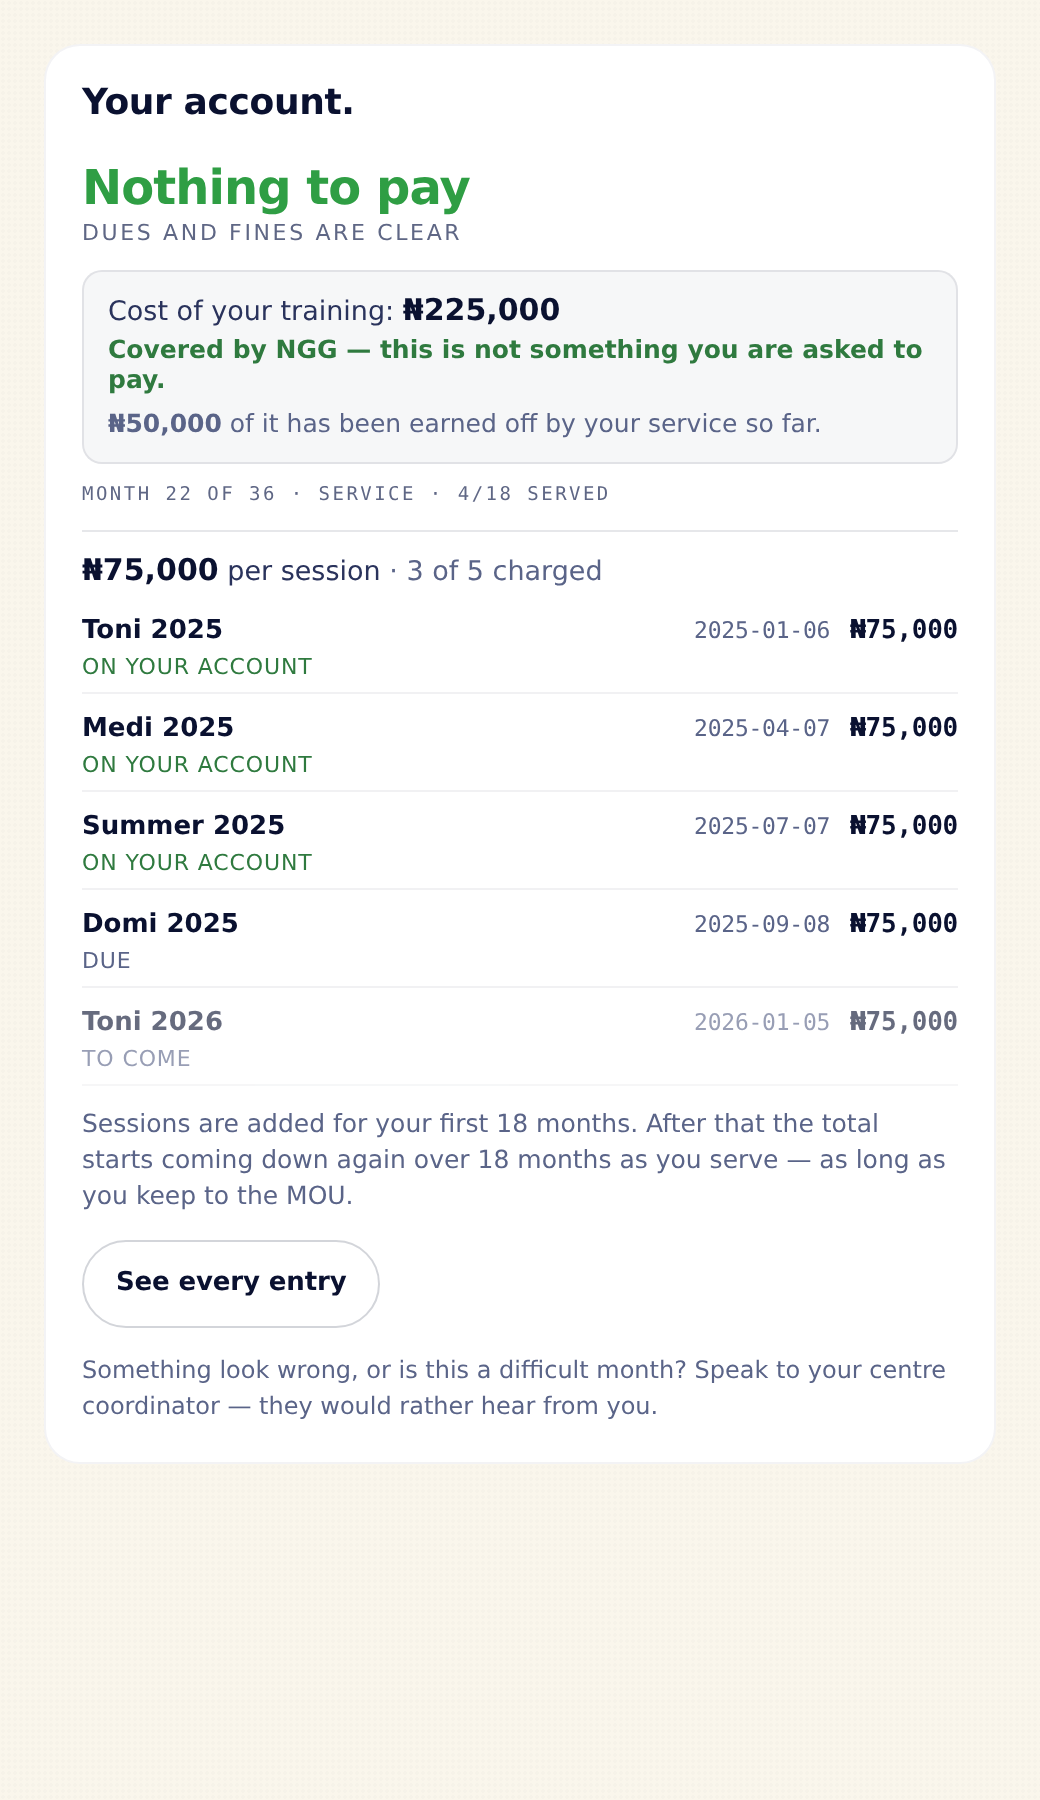 Your account.
Nothing to pay
DUES AND FINES ARE CLEAR
Cost of your training: ₦225,000
Covered by NGG — this is not something you are asked to
pay.
₦50,000 of it has been earned off by your service so far.
MONTH 22 OF 36 · SERVICE · 4/18 SERVED
₦75,000 per session · 3 of 5 charged
Toni 2025 2025-01-06 ₦75,000
ON YOUR ACCOUNT
Medi 2025 2025-04-07 ₦75,000
ON YOUR ACCOUNT
Summer 2025 2025-07-07 ₦75,000
ON YOUR ACCOUNT
Domi 2025 2025-09-08 ₦75,000
DUE
Toni 2026 2026-01-05 ₦75,000
TO COME
Sessions are added for your first 18 months. After that the total
starts coming down again over 18 months as you serve — as long as
you keep to the MOU.
See every entry
Something look wrong, or is this a difficult month? Speak to your centre
coordinator — they would rather hear from you.